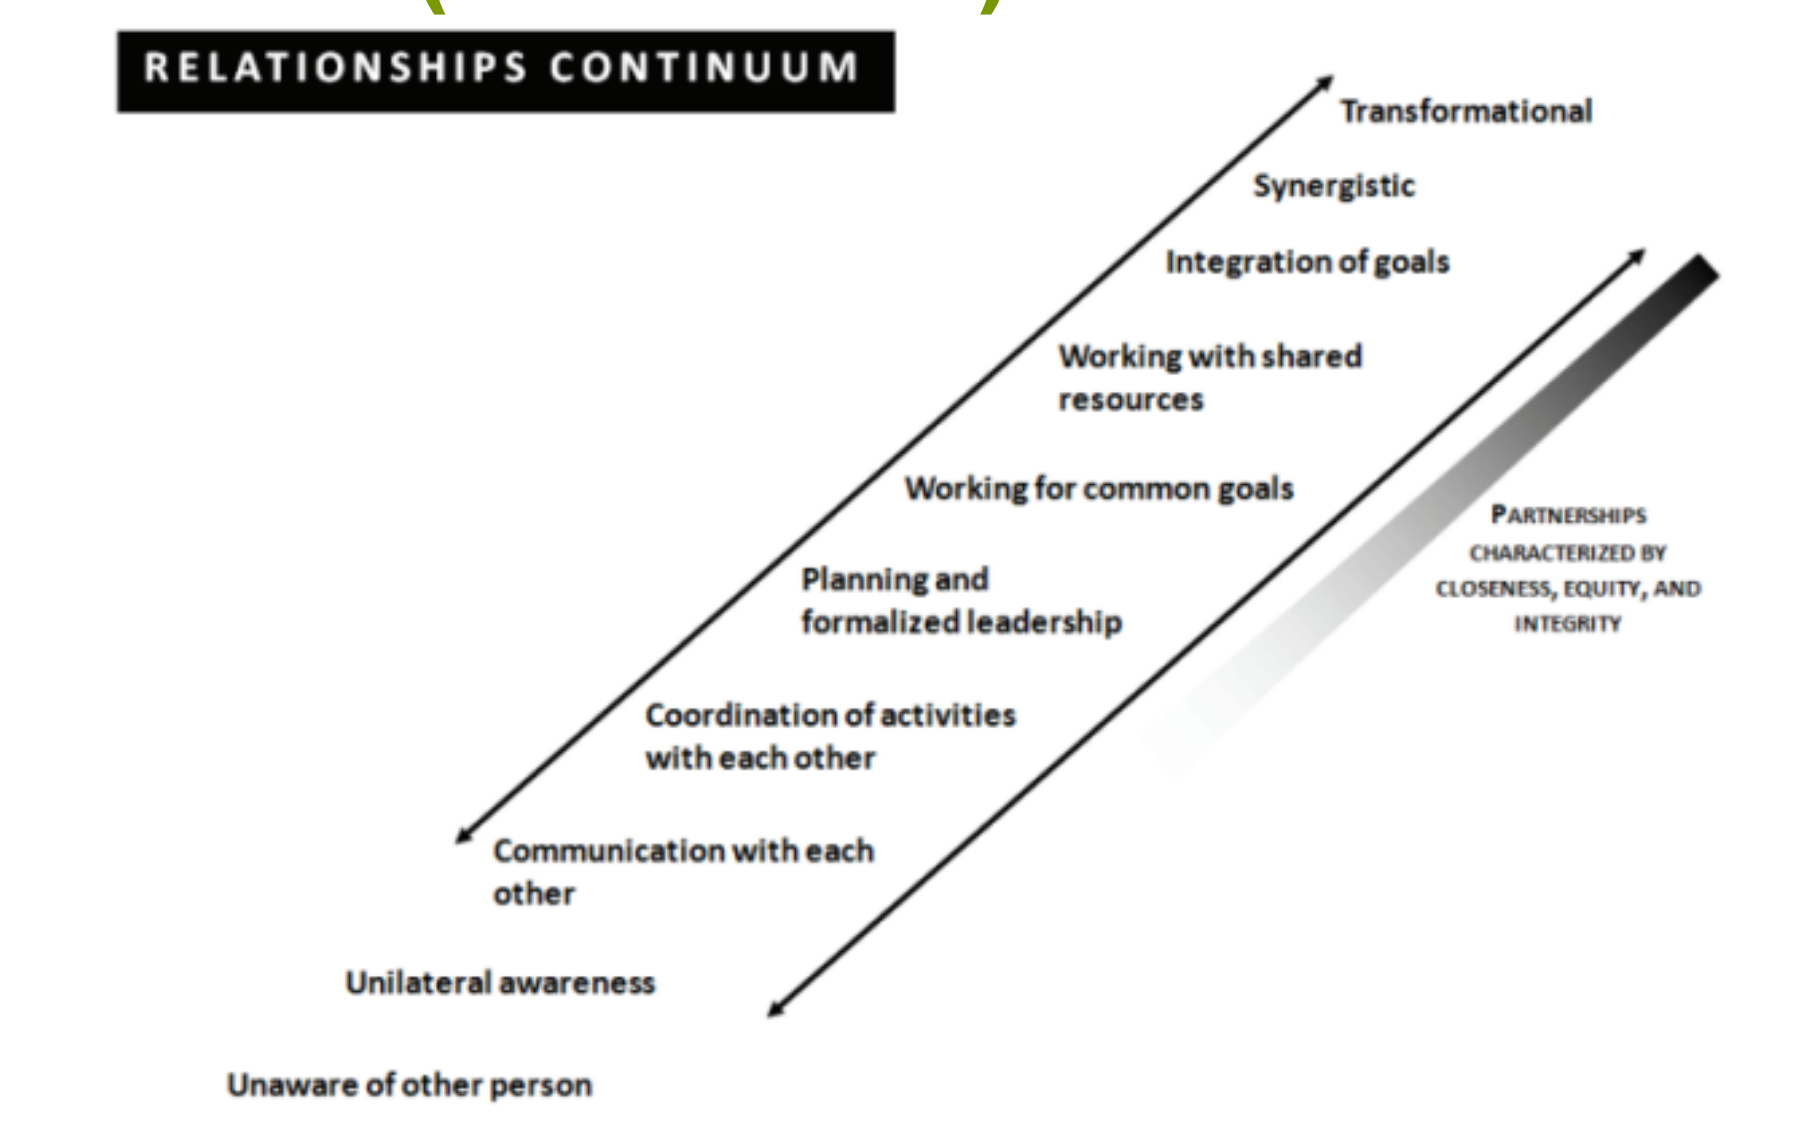 RELATIONSHIPS CONTINUUM
Transformational
Synergistic
Integration of goals
Working with shared
resources
Working for common goals
Planning and
formalized leadership
Coordination of activities
with each other
Communication with each
other
Unilateral awareness
Unaware of other person
PARTNERSHIPS
CHARACTERIZED BY
CLOSENESS, EQUITY, AND
INTEGRITY